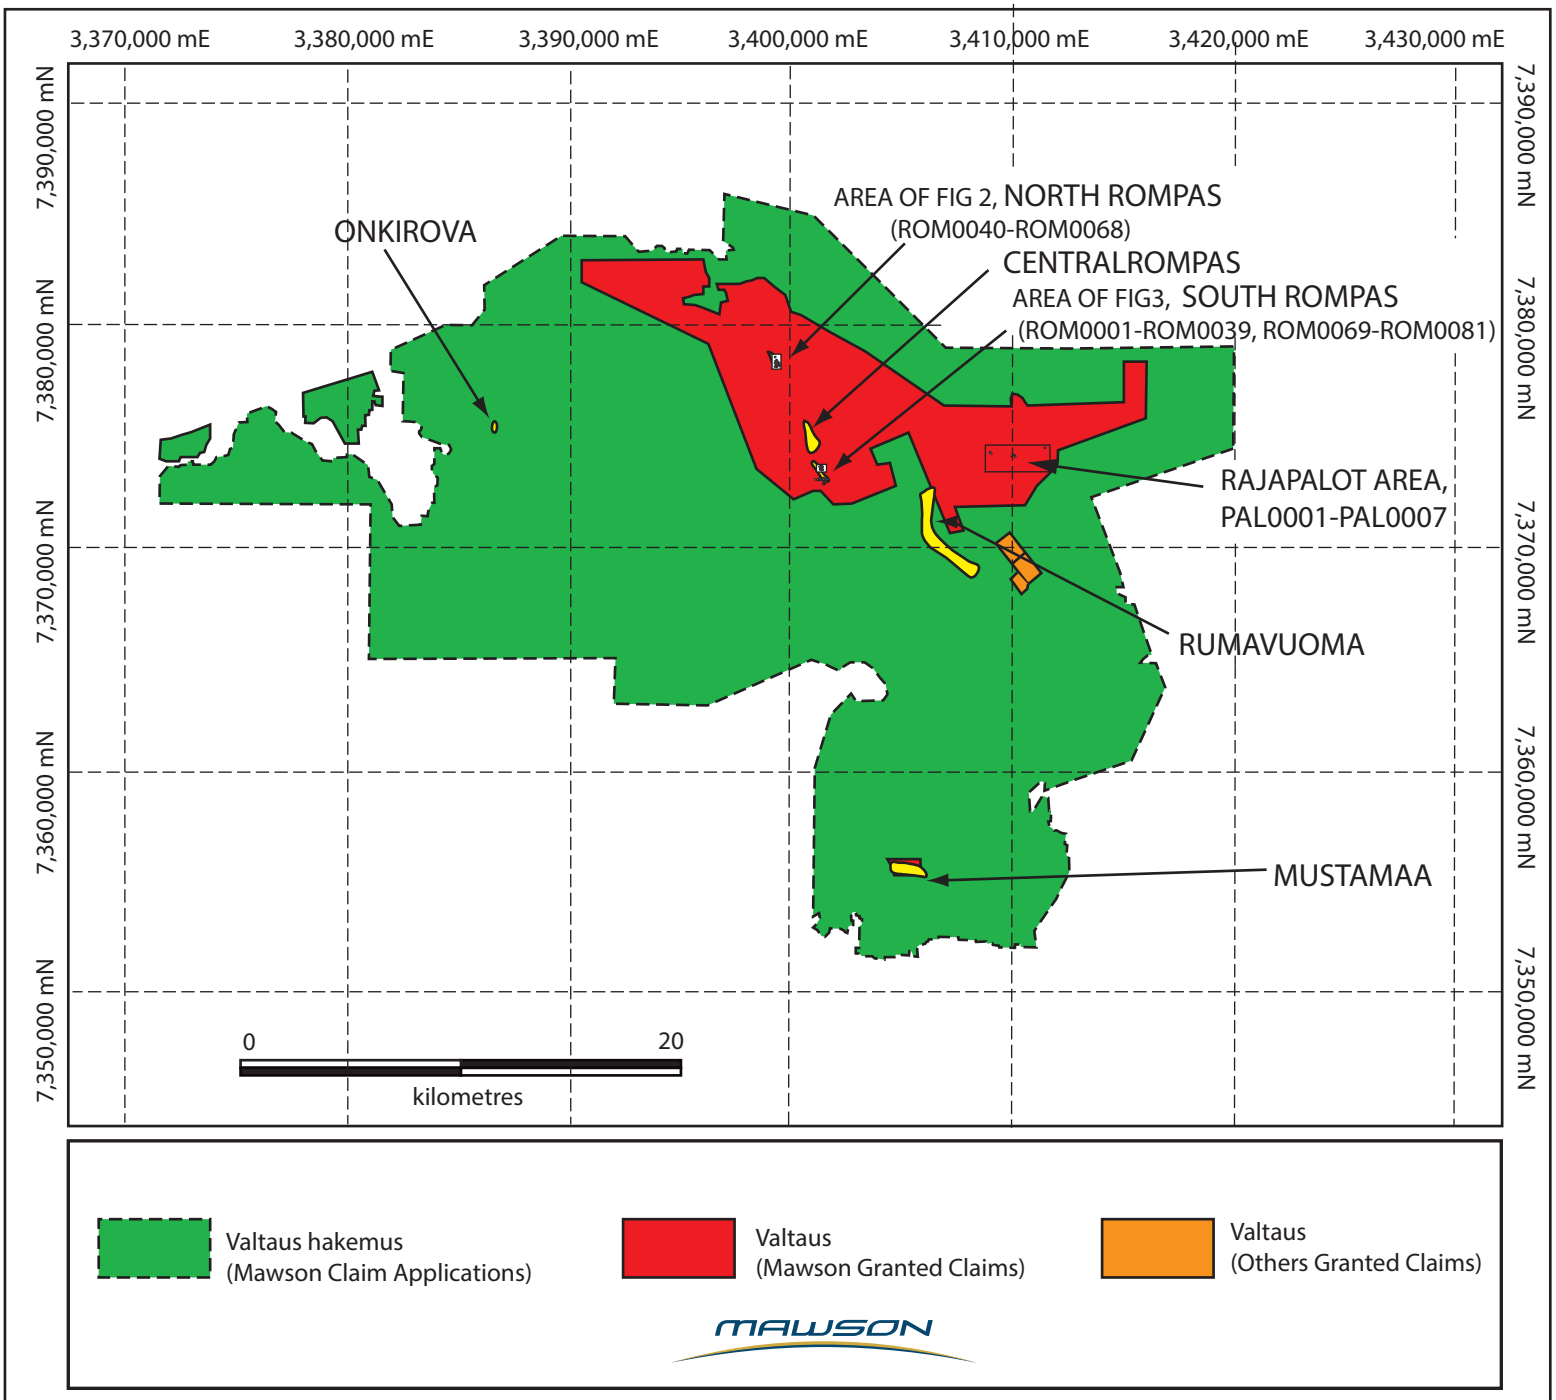 3,370,000 mE
3,380,000 mE
3,390,000 mE
3,400,000 mE
3,410,000 mE
3,420,000 mE
3,430,000 mE
7,390,000 mN
7,390,000 mN
AREA OF FIG 2, NORTH ROMPAS
(ROM0040-ROM0068)
ONKIROVA
CENTRALROMPAS
AREA OF FIG3, SOUTH ROMPAS
(ROM0001-ROM0039, ROM0069-ROM0081)
7,380,000 mN
7,380,000 mN
RAJAPALOT AREA,
PAL0001-PAL0007
7,370,000 mN
7,370,000 mN
RUMAVUOMA
7,360,000 mN
7,360,000 mN
MUSTAMAA
7,350,000 mN
7,350,000 mN
0
20
kilometres
Valtaus hakemus
(Mawson Claim Applications)
Valtaus
(Mawson Granted Claims)
Valtaus
(Others Granted Claims)
MAWSON